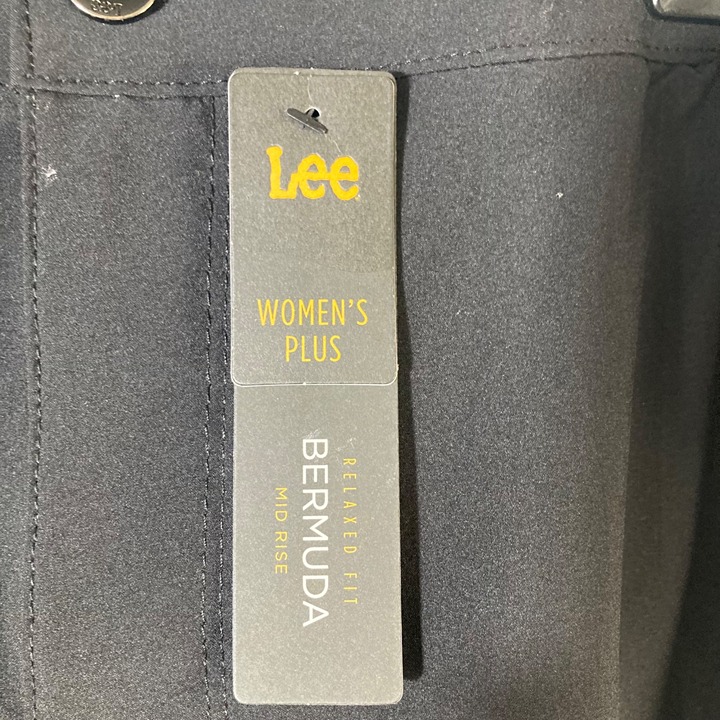 Lee
WOMEN'S
PLUS
RELAXED FIT
BERMUDA
MID RISE